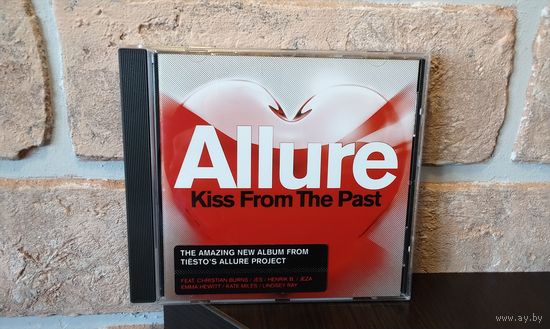 Allure
Kiss From The Past
THE AMAZING NEW ALBUM FROM
TIËSTO'S ALLURE PROJECT
FEAT. CHRISTIAN BURNS / JES / HENRIK B. / JEZA
EMMA HEWITT / KATE MILES / LINDSEY RAY
www.ay.by